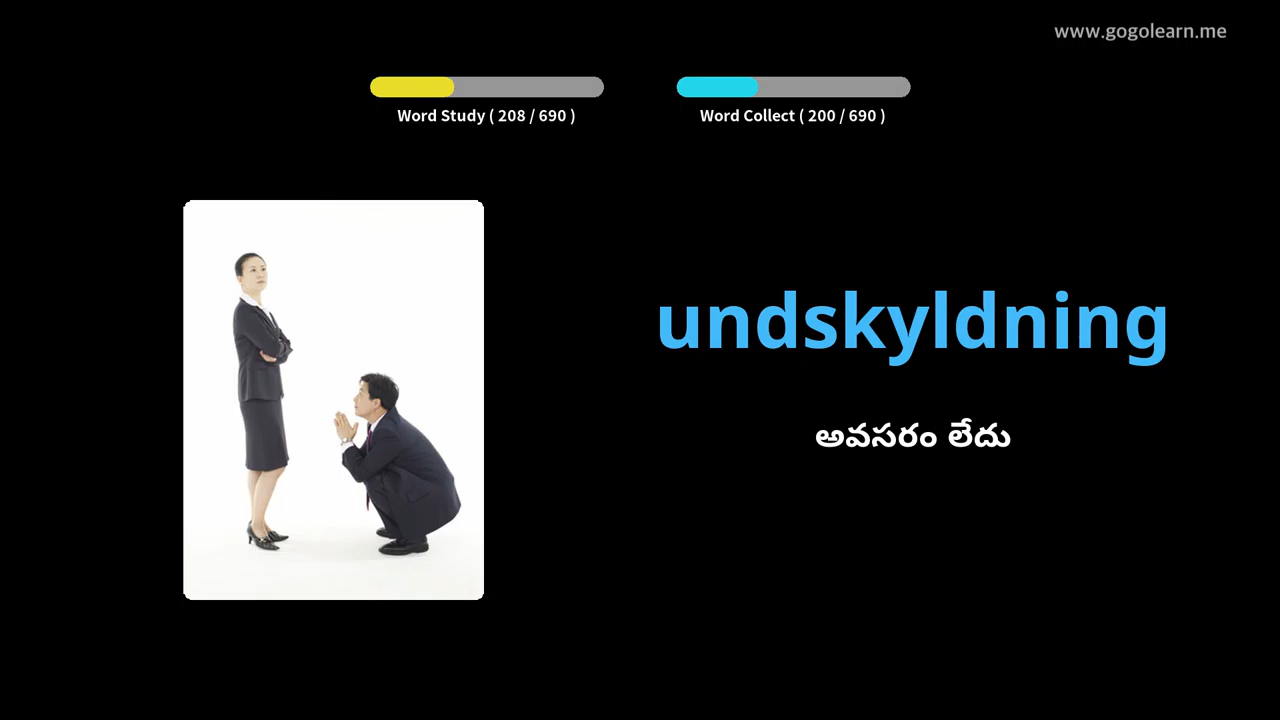 www.gogolearn.me
Word Study ( 208 / 690 )
Word Collect ( 200 / 690 )
undskyldning
అవసరం లేదు